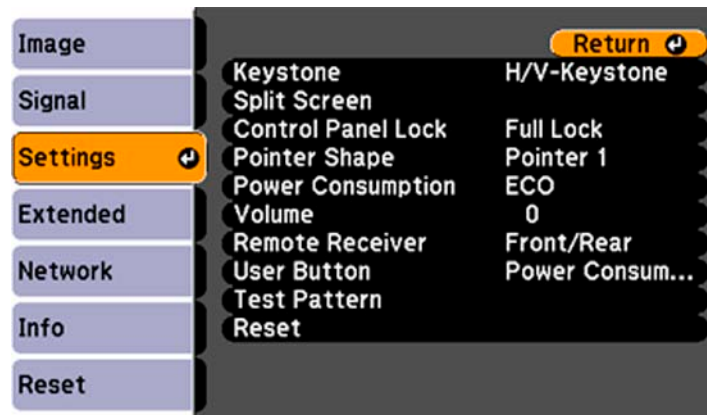 Image
Signal
Settings
Extended
Network
Info
Reset
Return
Keystone H/V-Keystone
Split Screen
Control Panel Lock Full Lock
Pointer Shape Pointer 1
Power Consumption ECO
Volume 0
Remote Receiver Front/Rear
User Button Power Consum...
Test Pattern
Reset